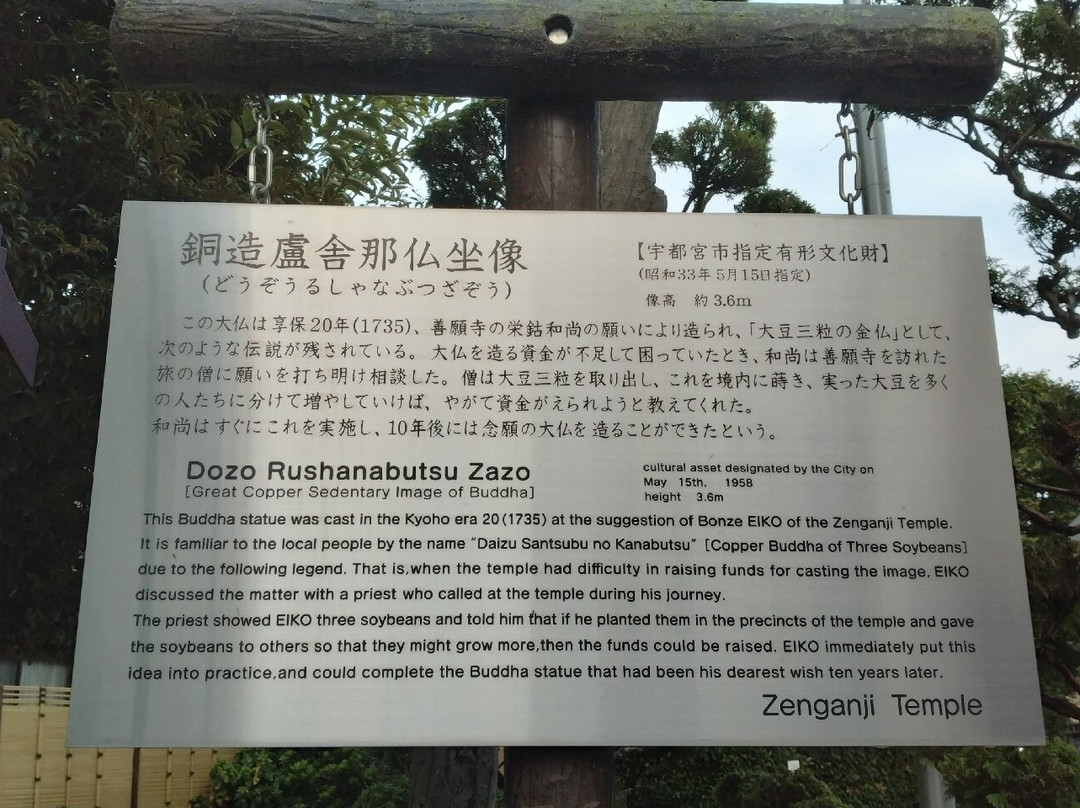 銅造盧舎那仏坐像
(どうぞうるしゃなぶつざぞう)
【宇都宮市指定有形文化財】
(昭和33年5月15日指定)
像高 約3.6m
この大仏は享保20年(1735)、善願寺の栄鈷和尚の願いにより造られ、「大豆三粒の金仏」として、
次のような伝説が残されている。大仏を造る資金が不足して困っていたとき、和尚は善願寺を訪れた
旅の僧に願いを打ち明け相談した。僧は大豆三粒を取り出し、これを境内に蒔き、実った大豆を多く
の人たちに分けて増やしていけば、やがて資金がえられようと教えてくれた。
和尚はすぐにこれを実施し、10年後には念願の大仏を造ることができたという。
Dozo Rushanabutsu Zazo
[Great Copper Sedentary Image of Buddha]
cultural asset designated by the City on
May 15th, 1958
height 3.6m
This Buddha statue was cast in the Kyoho era 20(1735) at the suggestion of Bonze EIKO of the Zenganji Temple.
It is familiar to the local people by the name "Daizu Santsubu no Kanabutsu" [Copper Buddha of Three Soybeans]
due to the following legend. That is,when the temple had difficulty in raising funds for casting the image, EIKO
discussed the matter with a priest who called at the temple during his journey.
The priest showed EIKO three soybeans and told him that if he planted them in the precincts of the temple and gave
the soybeans to others so that they might grow more,then the funds could be raised. EIKO immediately put this
idea into practice,and could complete the Buddha statue that had been his dearest wish ten years later.
Zenganji Temple